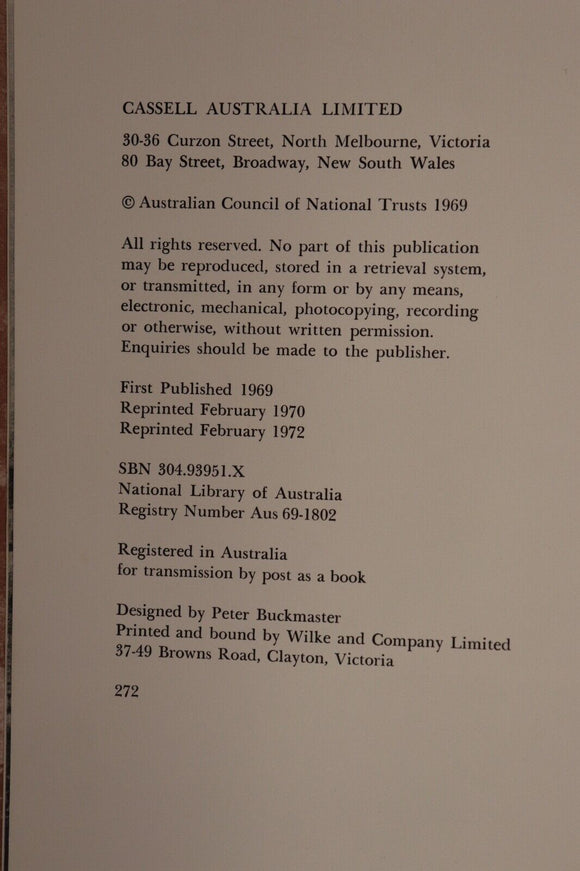 CASSELL AUSTRALIA LIMITED
30-36 Curzon Street, North Melbourne, Victoria
80 Bay Street, Broadway, New South Wales
© Australian Council of National Trusts 1969
All rights reserved. No part of this publication
may be reproduced, stored in a retrieval system,
or transmitted, in any form or by any means,
electronic, mechanical, photocopying, recording
or otherwise, without written permission.
Enquiries should be made to the publisher.
First Published 1969
Reprinted February 1970
Reprinted February 1972
SBN 304.93951.X
National Library of Australia
Registry Number Aus 69-1802
Registered in Australia
for transmission by post as a book
Designed by Peter Buckmaster
Printed and bound by Wilke and Company Limited
37-49 Browns Road, Clayton, Victoria
272